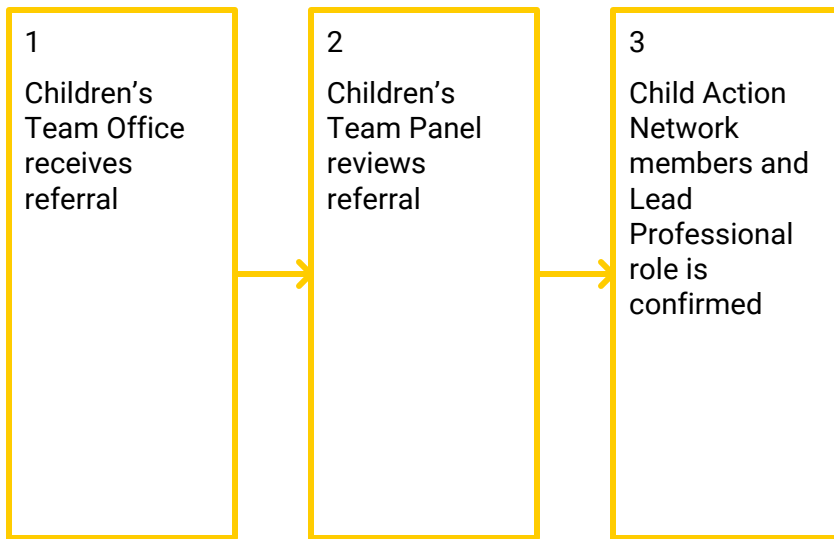 1
Children’s
Team Office
receives
referral
2
Children’s
Team Panel
reviews
referral
3
Child Action
Network
members and
Lead
Professional
role is
confirmed